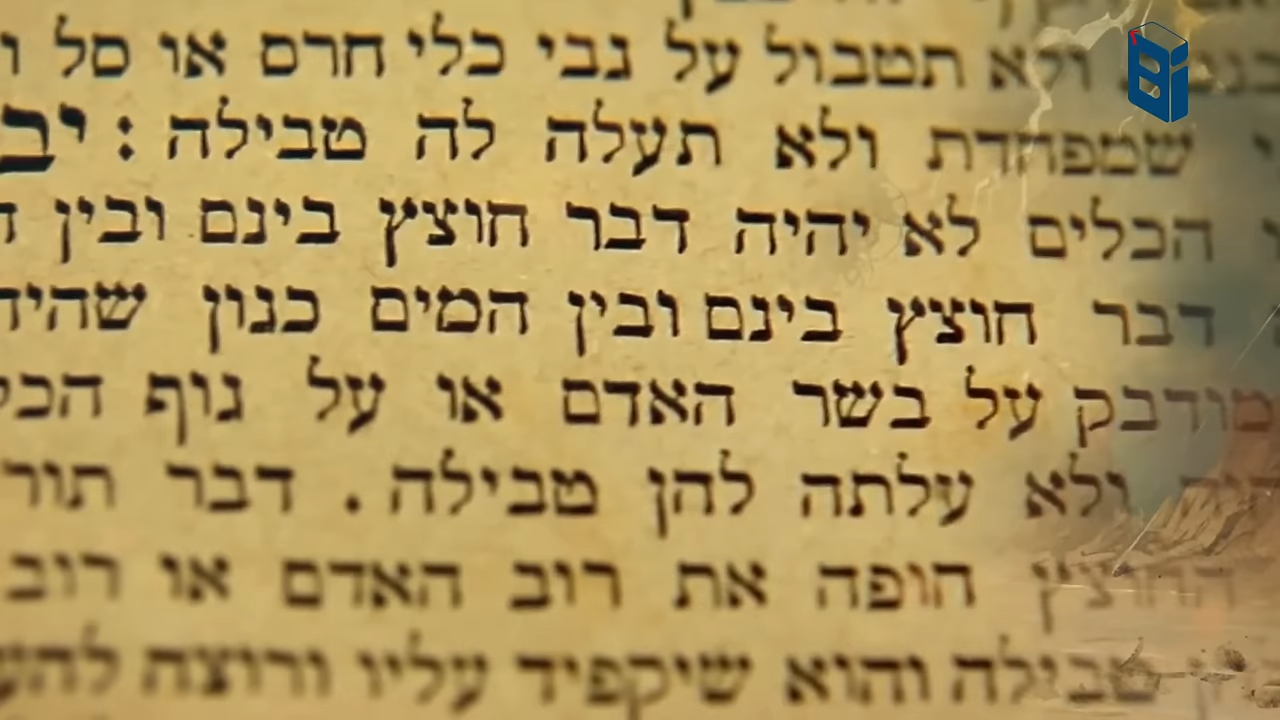 ולא תטבול על גבי כלי חרס או סל
שמפחדת ולא תעלה לה טבילה : יב
הכלים לא יהיה דבר חוצץ בינם ובין
דבר חוצץ בינם ובין המים כגון
מודבק על בשר האדם או על גוף
ולא עלתה להן טבילה . דבר
החוצץ חופה את רוב האדם או רוב
טבילה והוא שיקפיד עליו ורוצה